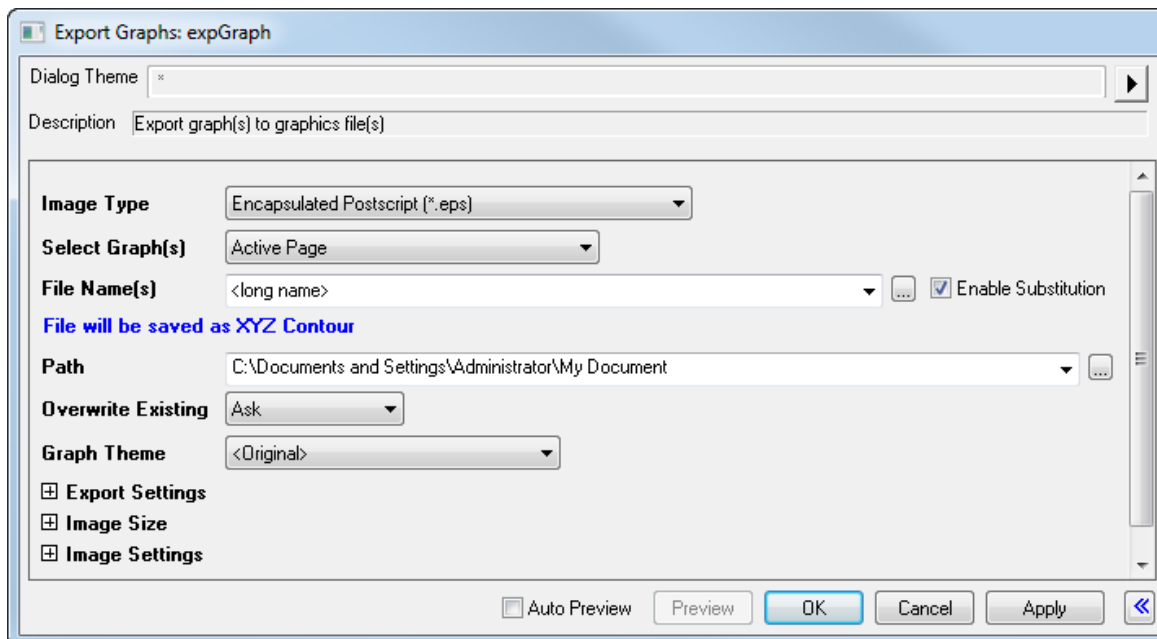 Export Graphs: expGraph
Dialog Theme *
Description Export graph(s) to graphics file(s)
Image Type Encapsulated Postscript (*.eps)
Select Graph(s) Active Page
File Name(s) <long name> ... Enable Substitution
File will be saved as XYZ Contour
Path C:\Documents and Settings\Administrator\My Document ...
Overwrite Existing Ask
Graph Theme <Original>
Export Settings
Image Size
Image Settings
Auto Preview Preview OK Cancel Apply